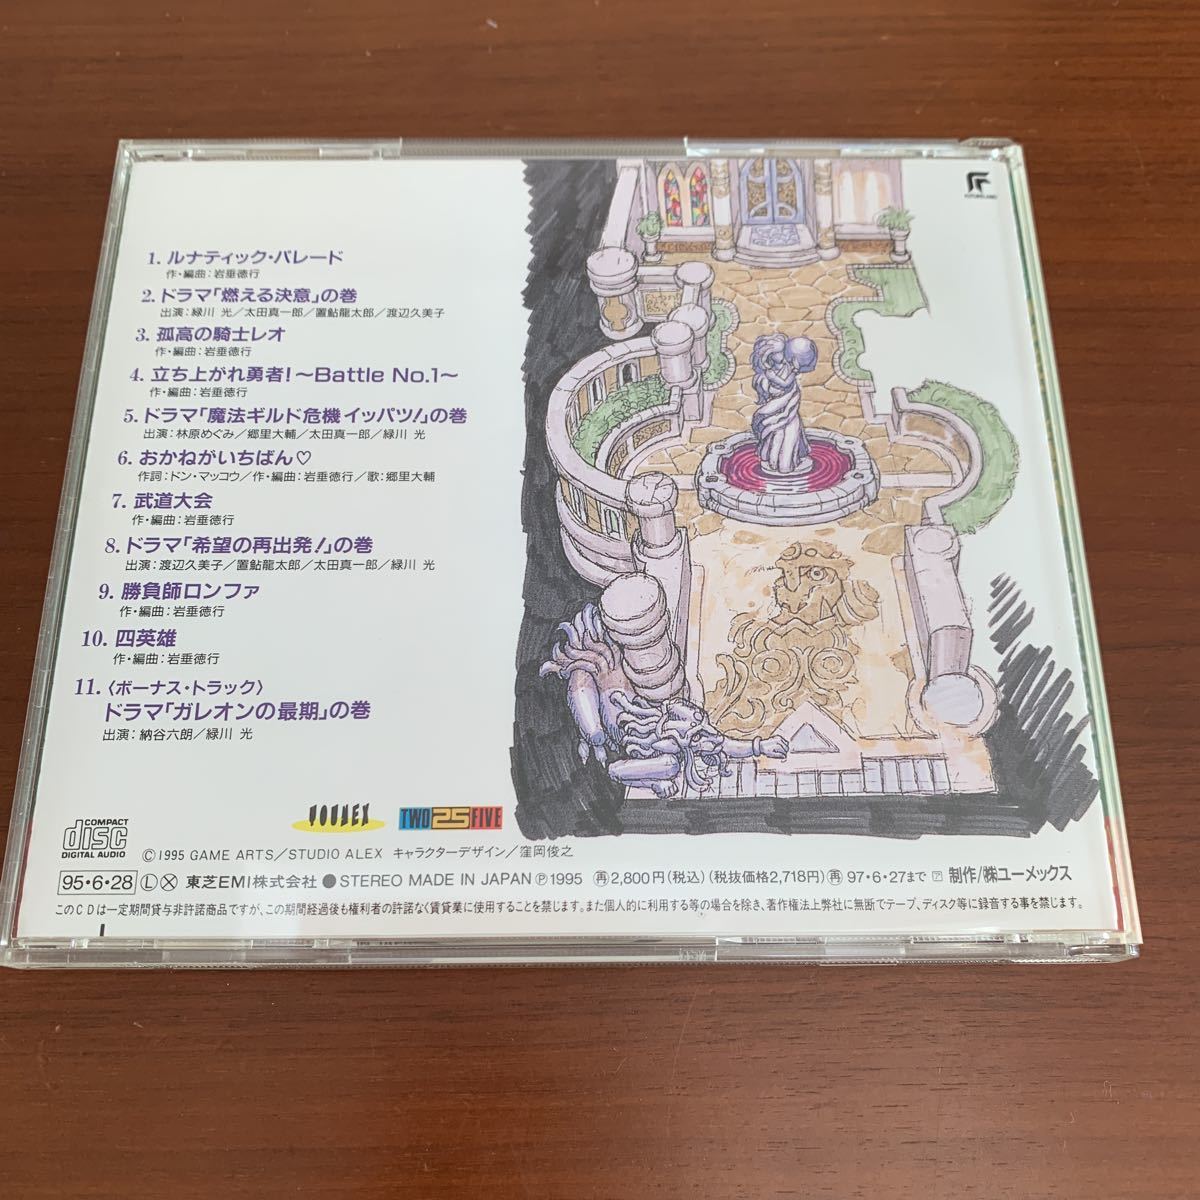 1. ルナティック・パレード
作・編曲：岩垂徳行
2. ドラマ「燃える決意」の巻
出演：緑川 光／太田真一郎／置鮎龍太郎／渡辺久美子
3. 孤高の騎士レオ
作・編曲：岩垂徳行
4. 立ち上がれ勇者！〜Battle No.1〜
作・編曲：岩垂徳行
5. ドラマ「魔法ギルド危機イッパツ！」の巻
出演：林原めぐみ／郷里大輔／太田真一郎／緑川 光
6. おかねがいちばん♡
作詞：ドン・マッコウ／作・編曲：岩垂徳行／歌：郷里大輔
7. 武道大会
作・編曲：岩垂徳行
8. ドラマ「希望の再出発！」の巻
出演：渡辺久美子／置鮎龍太郎／太田真一郎／緑川 光
9. 勝負師ロンファ
作・編曲：岩垂徳行
10. 四英雄
作・編曲：岩垂徳行
11. 〈ボーナス・トラック〉
ドラマ「ガレオンの最期」の巻
出演：納谷六朗／緑川 光
FUTURELAND
COMPACT
disc
DIGITAL AUDIO
YOUMEX
TWO 25 FIVE
Ⓒ1995 GAME ARTS／STUDIO ALEX キャラクターデザイン／窪岡俊之
95・6・28 Ⓛ Ⓧ 東芝EMI株式会社 ● STEREO MADE IN JAPAN Ⓟ1995 ㊢2,800円(税込)(税抜価格2,718円)㊢97・6・27まで ア 制作／㈱ユーメックス
このＣＤは一定期間貸与非許諾商品ですが、この期間経過後も権利者の許諾なく賃貸業に使用することを禁じます。また個人的に利用する等の場合を除き、著作権法上弊社に無断でテープ、ディスク等に録音する事を禁じます。